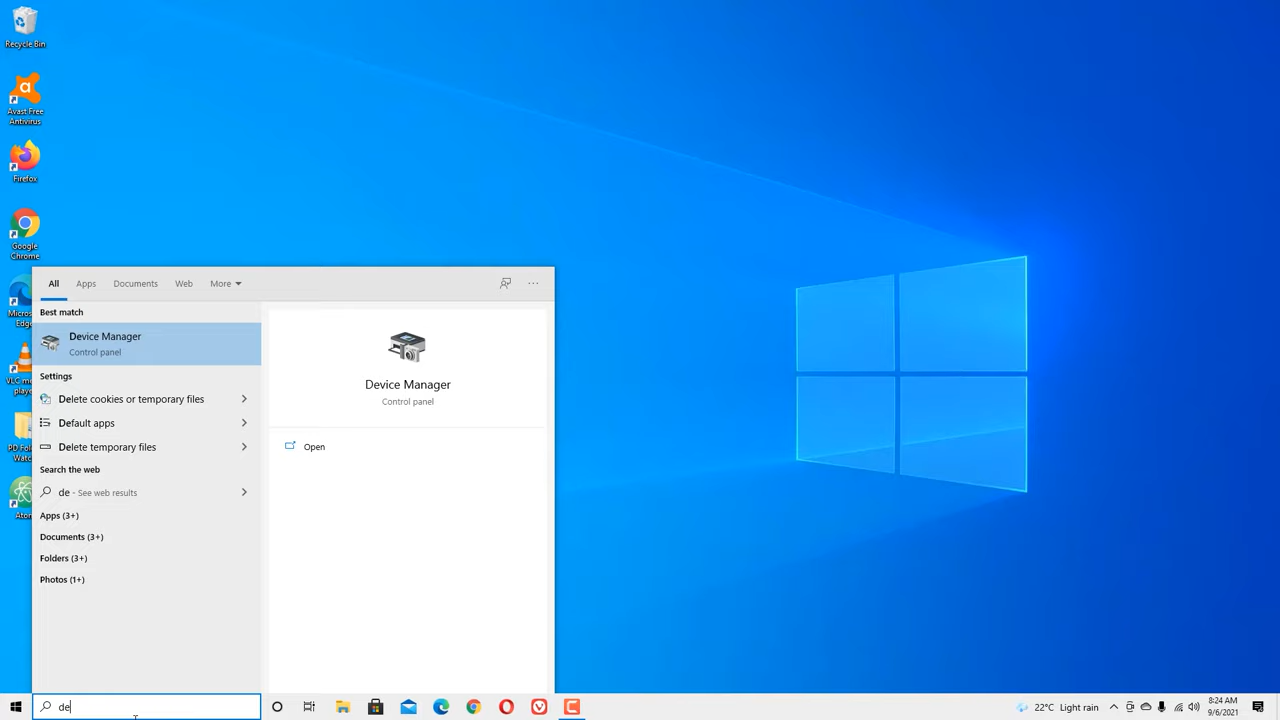 Recycle Bin
Avast Free
Antivirus
Firefox
Google
Chrome
Edge
VLC
All
Apps
Documents
Web
More
Best match
Device Manager
Control panel
Settings
Delete cookies or temporary files
Default apps
Delete temporary files
Search the web
de - See web results
Apps (3+)
Documents (3+)
Folders (3+)
Photos (1+)
Device Manager
Control panel
Open
de
22°C Light rain
8:24 AM
9/6/2021